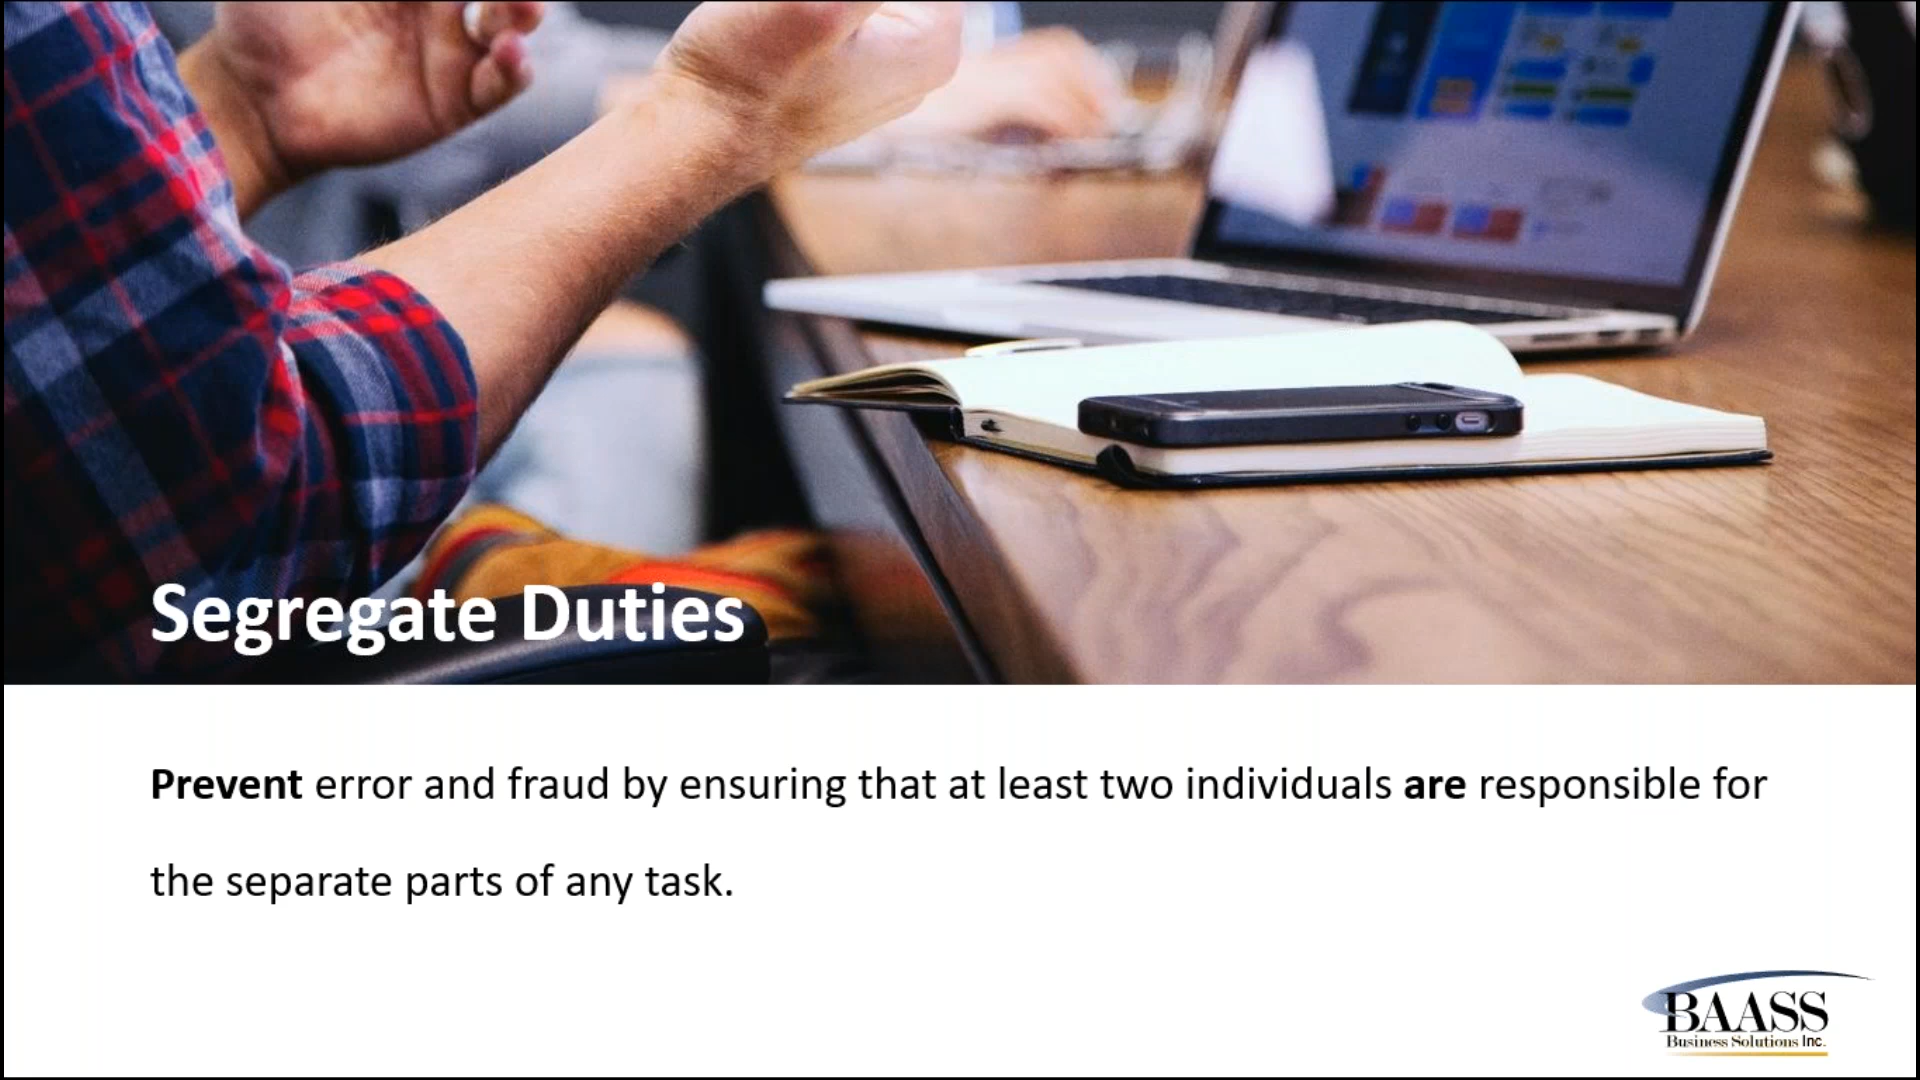 Segregate Duties
Prevent error and fraud by ensuring that at least two individuals are responsible for
the separate parts of any task.
BAASS
Business Solutions Inc.